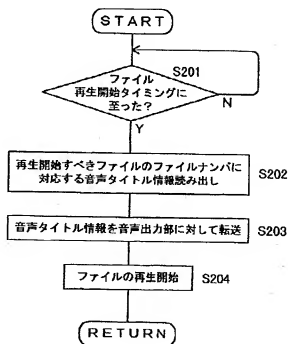 START
ファイル
再生開始タイミングに
至った？
S201
N
Y
再生開始すべきファイルのファイルナンバに
対応する音声タイトル情報読み出し
S202
音声タイトル情報を音声出力部に対して転送
S203
ファイルの再生開始
S204
RETURN